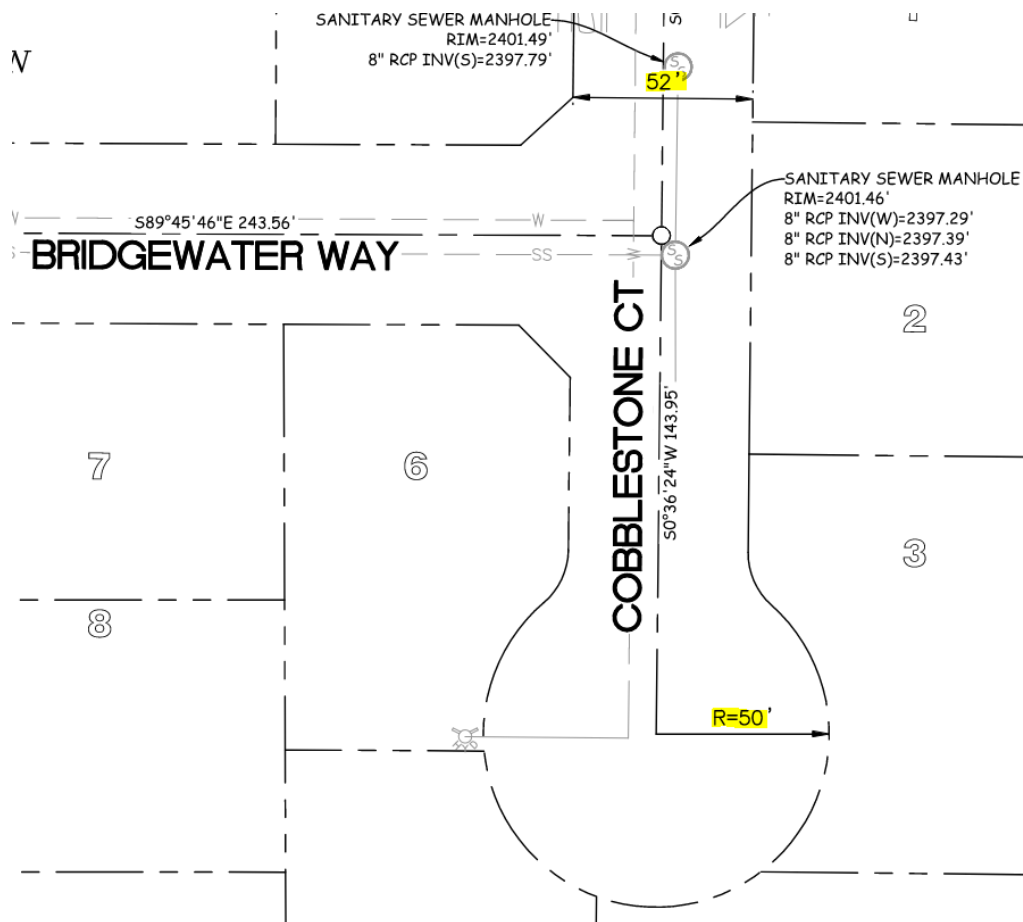 SANITARY SEWER MANHOLE
RIM=2401.49'
8" RCP INV(S)=2397.79'
N
52'
SS
SANITARY SEWER MANHOLE
RIM=2401.46'
8" RCP INV(W)=2397.29'
8" RCP INV(N)=2397.39'
8" RCP INV(S)=2397.43'
W
S89°45'46"E 243.56'
W
BRIDGEWATER WAY
SS
W
SS
COBBLESTONE CT
S0°36'24"W 143.95'
2
7
6
3
8
R=50'